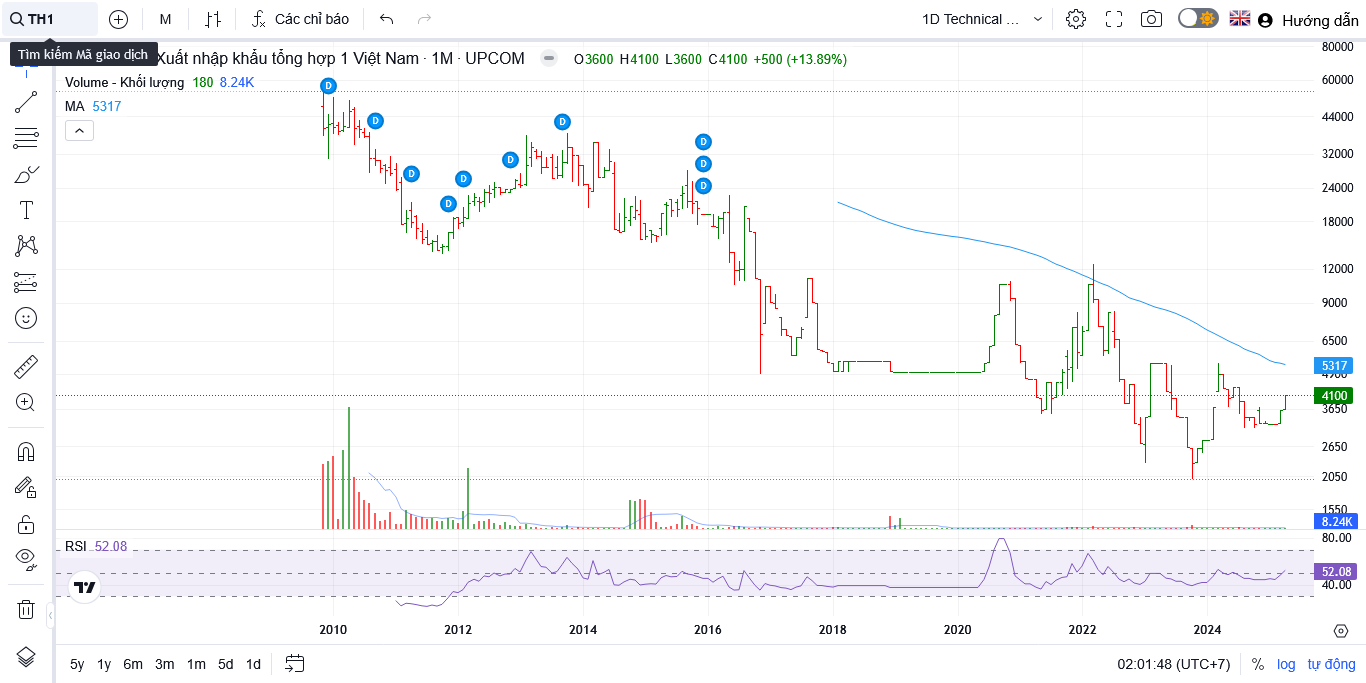 TH1
M
Các chỉ báo
1D Technical ...
Hướng dẫn
Tìm kiếm Mã giao dịch
Xuất nhập khẩu tổng hợp 1 Việt Nam · 1M · UPCOM
O3600 H4100 L3600 C4100 +500 (+13.89%)
Volume - Khối lượng 180 8.24K
MA 5317
D
D
D
D
D
D
D
D
D
D
80000
60000
44000
32000
24000
18000
12000
9000
6500
5317
4100
3650
2650
2050
1550
8.24K
RSI 52.08
80.00
52.08
40.00
2010 2012 2014 2016 2018 2020 2022 2024
5y 1y 6m 3m 1m 5d 1d
02:01:48 (UTC+7) % log tự động